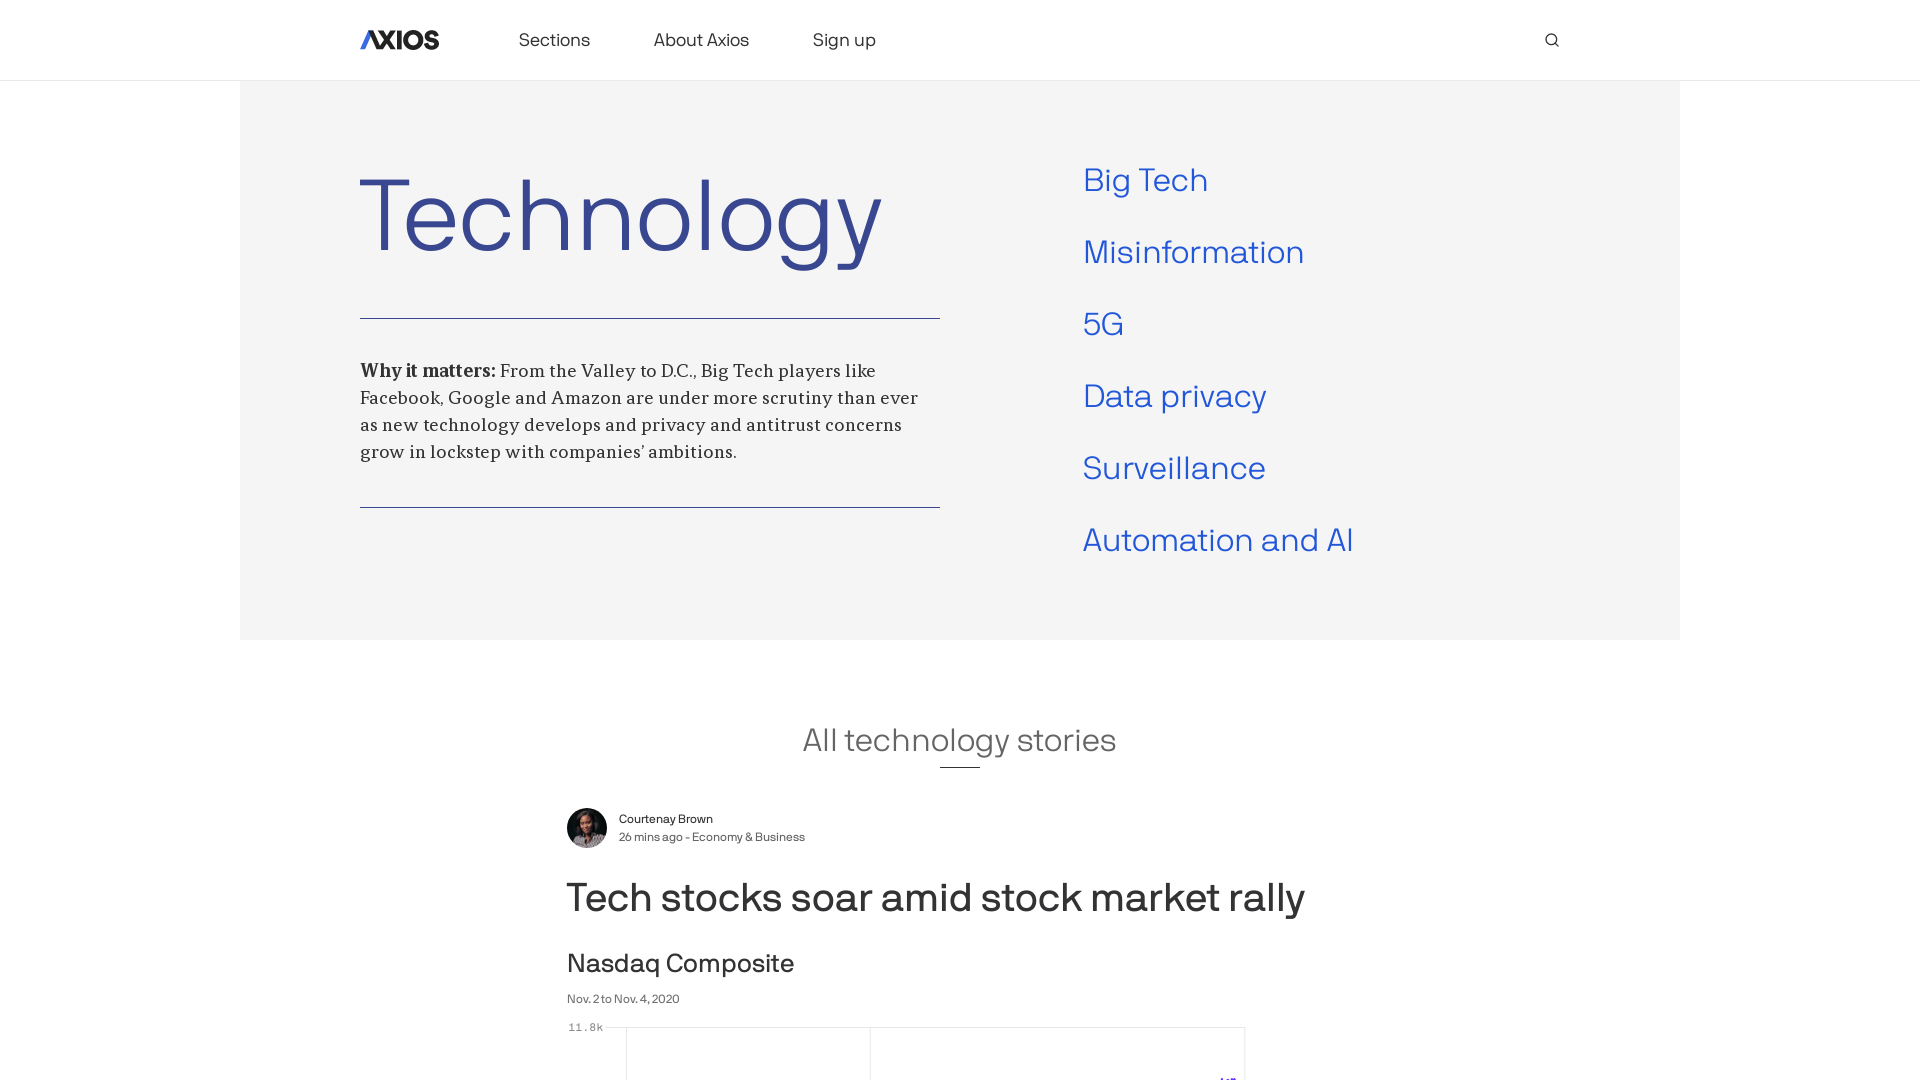 AXIOS
Sections
About Axios
Sign up
Technology
Why it matters: From the Valley to D.C., Big Tech players like
Facebook, Google and Amazon are under more scrutiny than ever
as new technology develops and privacy and antitrust concerns
grow in lockstep with companies’ ambitions.
Big Tech
Misinformation
5G
Data privacy
Surveillance
Automation and AI
All technology stories
Courtenay Brown
26 mins ago - Economy & Business
Tech stocks soar amid stock market rally
Nasdaq Composite
Nov. 2 to Nov. 4, 2020
11.8k